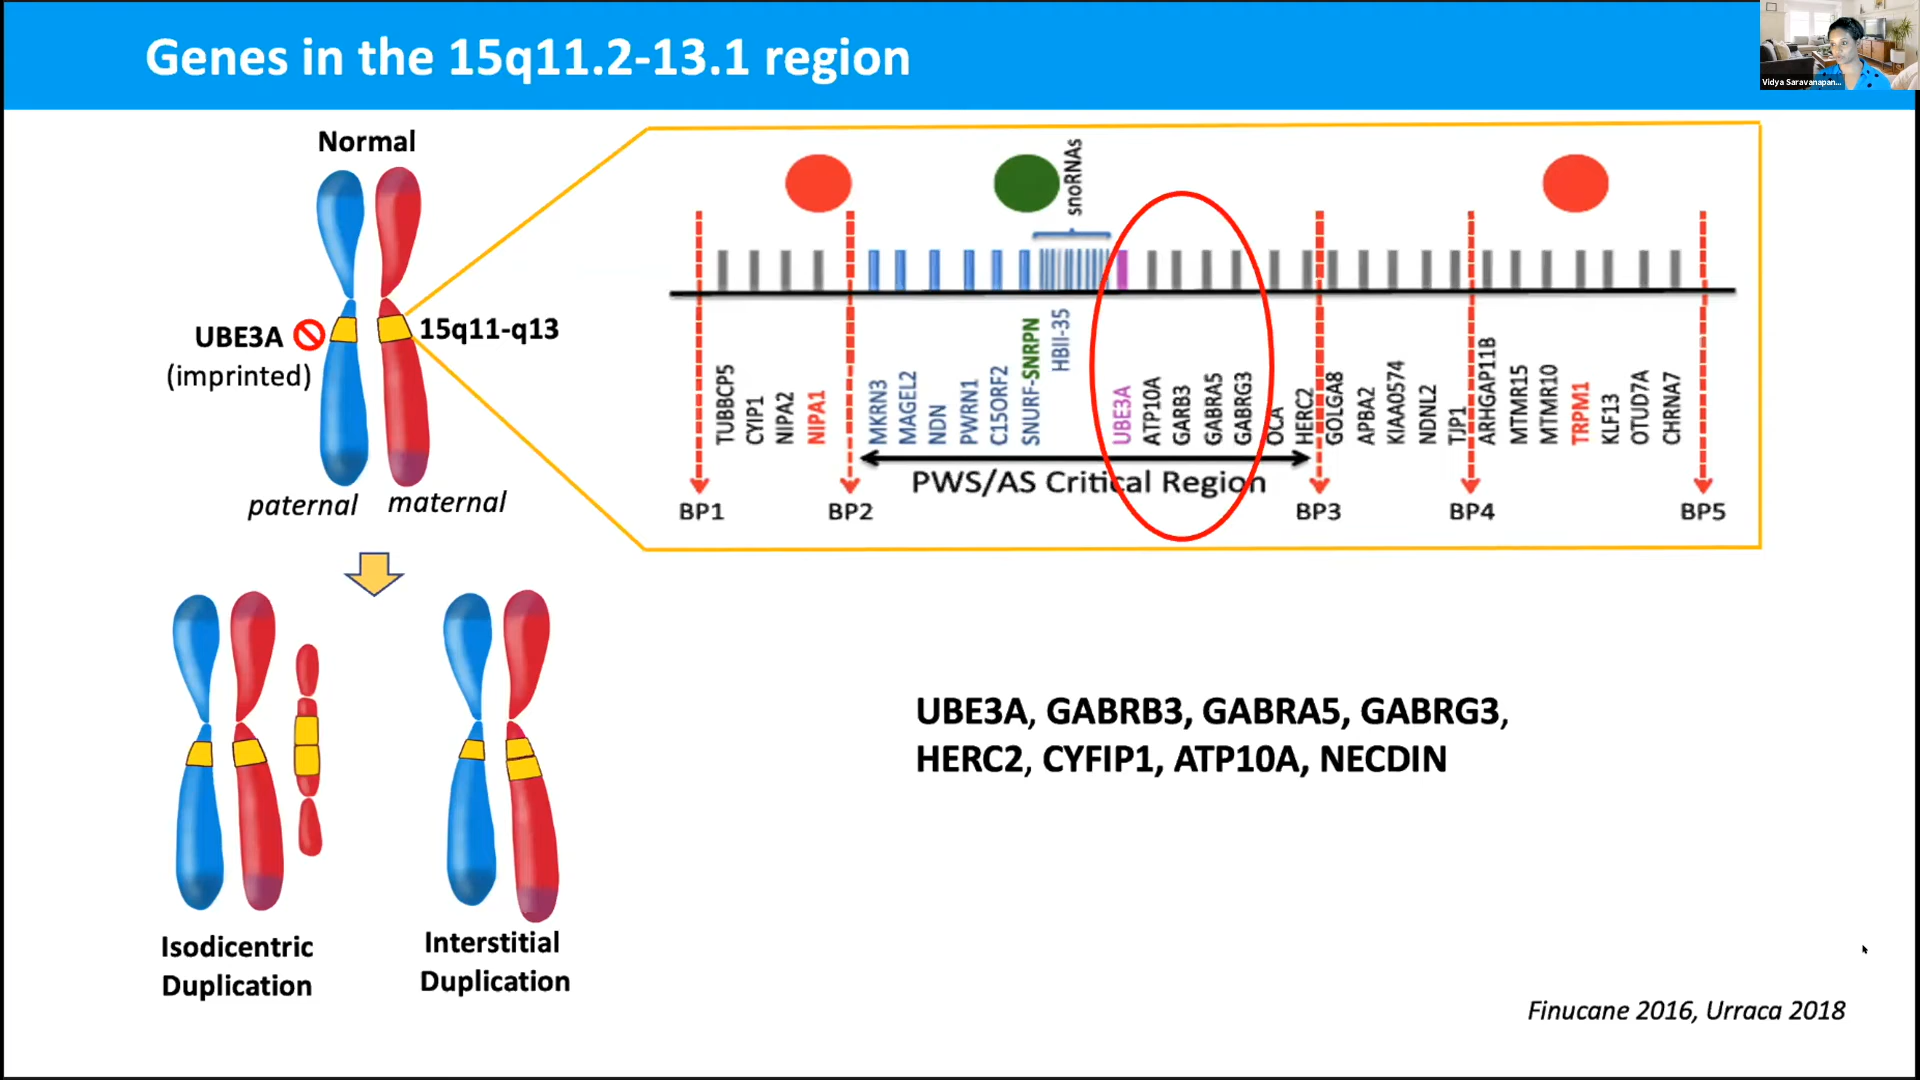 Genes in the 15q11.2-13.1 region
Vidya Saravanapan...
Normal
UBE3A
(imprinted)
15q11-q13
paternal
maternal
snoRNAs
TUBBCP5
CYIP1
NIPA2
NIPA1
MKRN3
MAGEL2
NDN
PWRN1
C15ORF2
SNURF-SNRPN
HBII-35
UBE3A
ATP10A
GARB3
GABRA5
GABRG3
OCA
HERC2
GOLGA8
APBA2
KIAA0574
NDNL2
TJP1
ARHGAP11B
MTMR15
MTMR10
TRPM1
KLF13
OTUD7A
CHRNA7
PWS/AS Critical Region
BP1
BP2
BP3
BP4
BP5
Isodicentric
Duplication
Interstitial
Duplication
UBE3A, GABRB3, GABRA5, GABRG3,
HERC2, CYFIP1, ATP10A, NECDIN
Finucane 2016, Urraca 2018